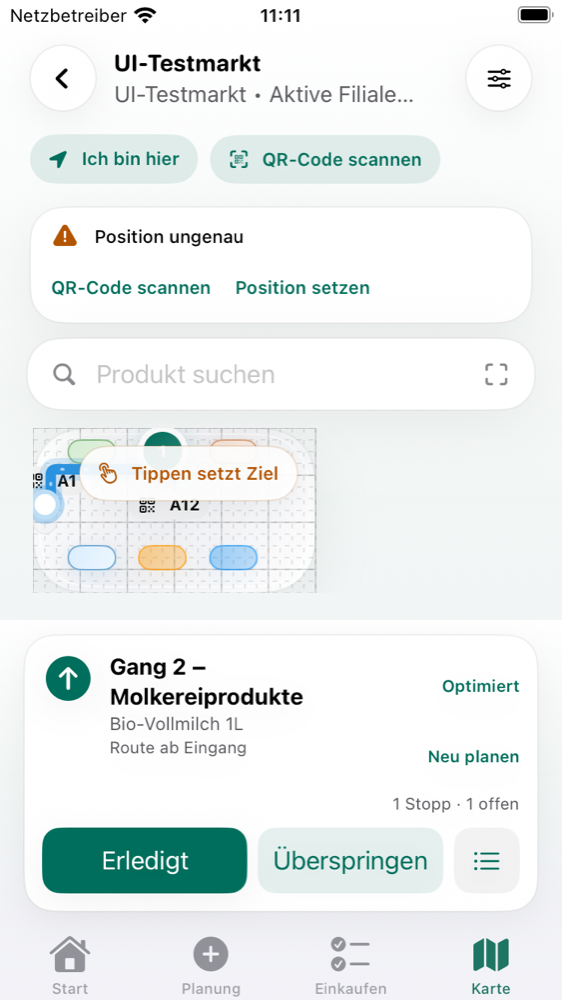 Netzbetreiber 11:11
UI-Testmarkt
UI-Testmarkt • Aktive Filiale...
Ich bin hier
QR-Code scannen
Position ungenau
QR-Code scannen
Position setzen
Produkt suchen
A1
Tippen setzt Ziel
A12
Gang 2 –
Molkereiprodukte
Optimiert
Bio-Vollmilch 1L
Route ab Eingang
Neu planen
1 Stopp · 1 offen
Erledigt
Überspringen
Start
Planung
Einkaufen
Karte